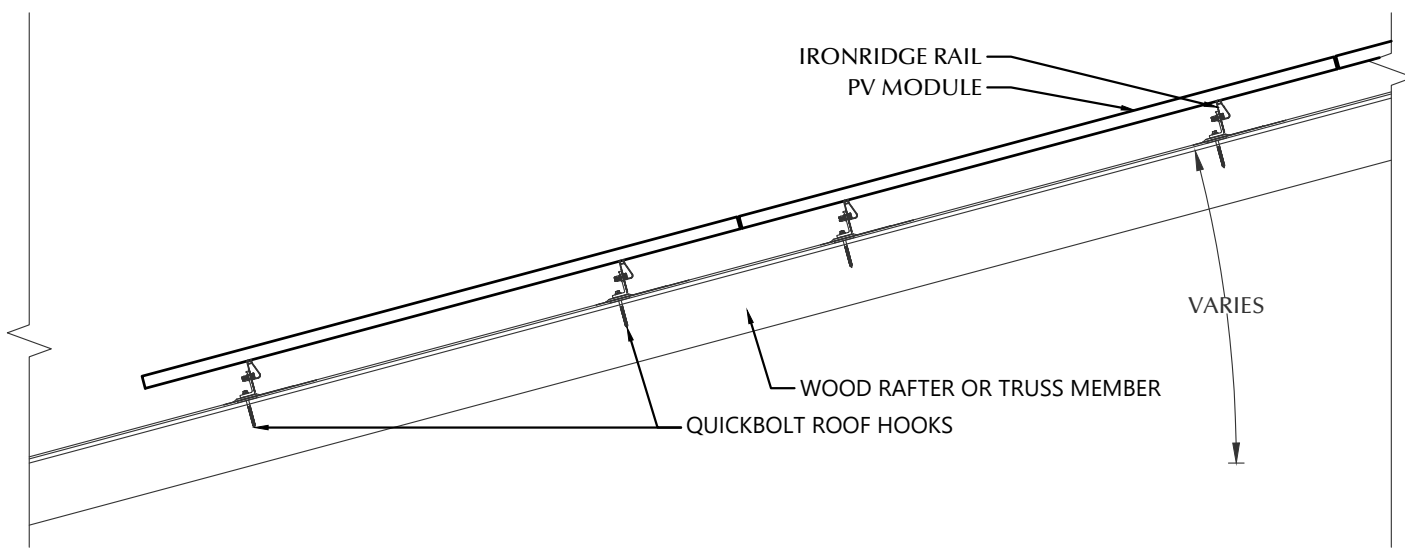 IRONRIDGE RAIL
PV MODULE
VARIES
WOOD RAFTER OR TRUSS MEMBER
QUICKBOLT ROOF HOOKS